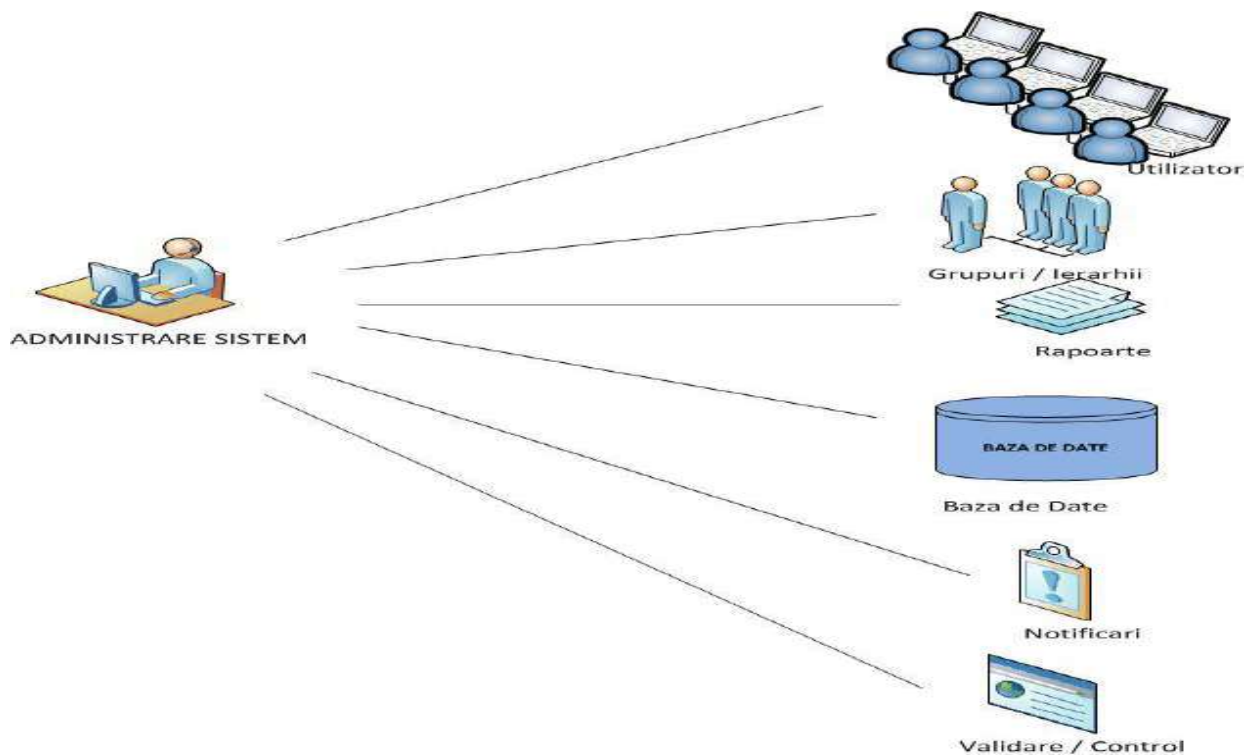 Utilizator
Grupuri / Ierarhii
ADMINISTRARE SISTEM
Rapoarte
BAZA DE DATE
Baza de Date
Notificari
Validare / Control